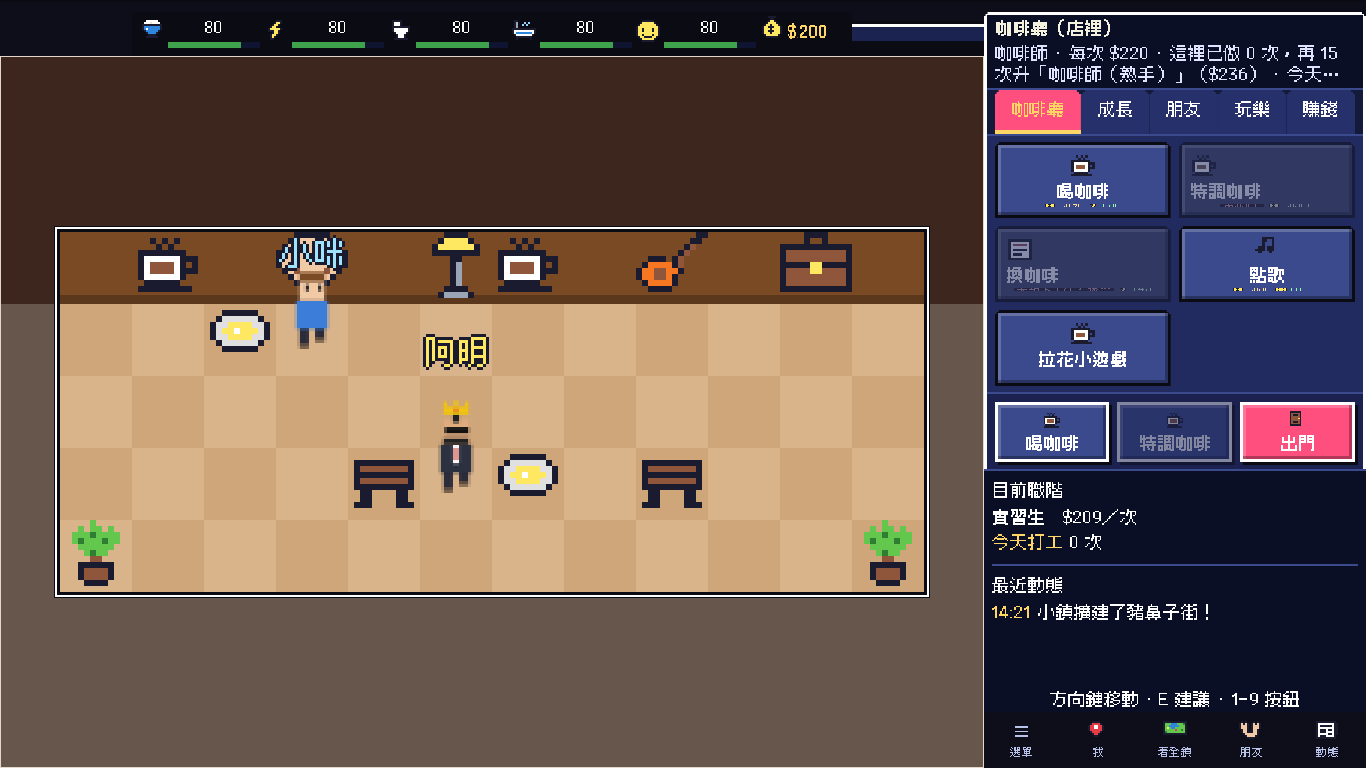 80 80 80 80 80 $200
咖啡廳（店裡）
咖啡師 · 每次 $220 · 這裡已做 0 次，再 15
次升「咖啡師（熟手）」（$236） · 今天…
咖啡廳 成長 朋友 玩樂 賺錢
喝咖啡 特調咖啡
換咖啡 點歌
拉花小遊戲
喝咖啡 特調咖啡 出門
小咪
阿明
目前職階
實習生 $209／次
今天打工 0 次
最近動態
14:21 小鎮擴建了豬鼻子街！
方向鍵移動 · E 建議 · 1-9 按鈕
選單 我 看全鎮 朋友 動態